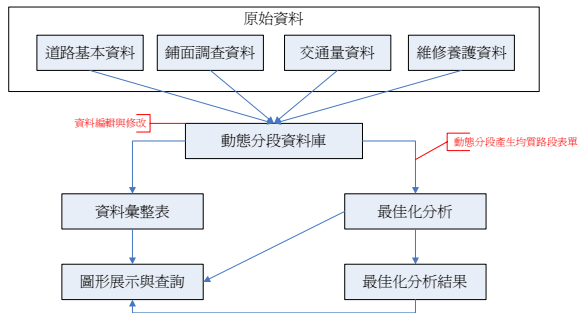 原始資料
道路基本資料
鋪面調查資料
交通量資料
維修養護資料
資料編輯與修改
動態分段資料庫
動態分段產生均質路段表單
資料彙整表
最佳化分析
圖形展示與查詢
最佳化分析結果